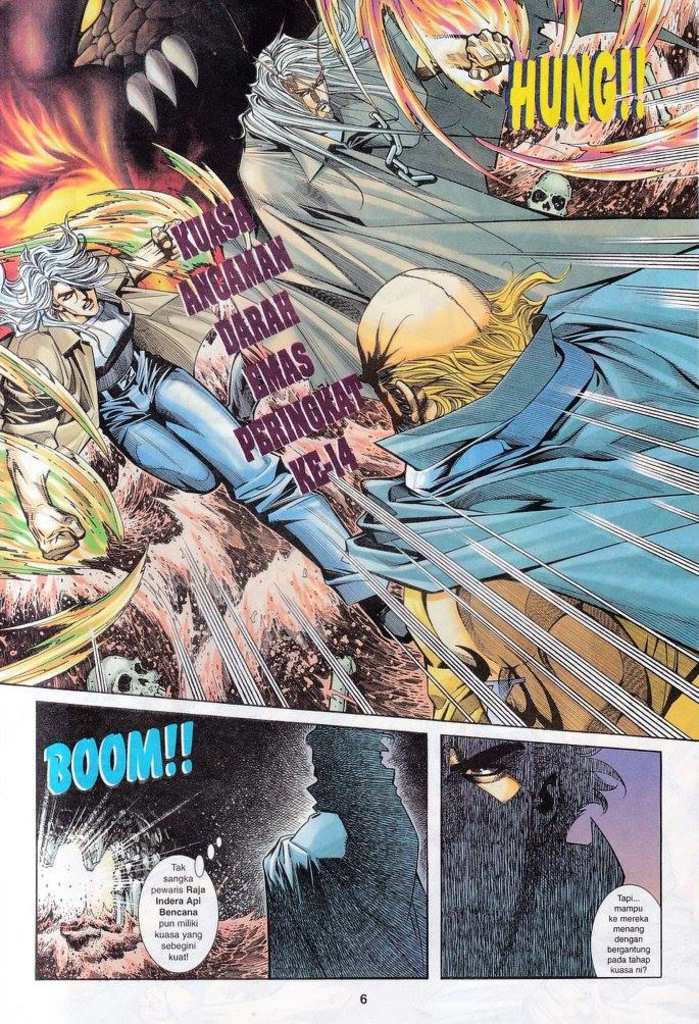 HUNG!!
KUASA
ANCAMAN
DARAH
EMAS
PERINGKAT
KE-14
BOOM!!
Tak
sangka
pewaris Raja
Indera Api
Bencana
pun miliki
kuasa yang
sebegini
kuat!
Tapi...
mampu
ke mereka
menang
dengan
bergantung
pada tahap
kuasa ni?
6